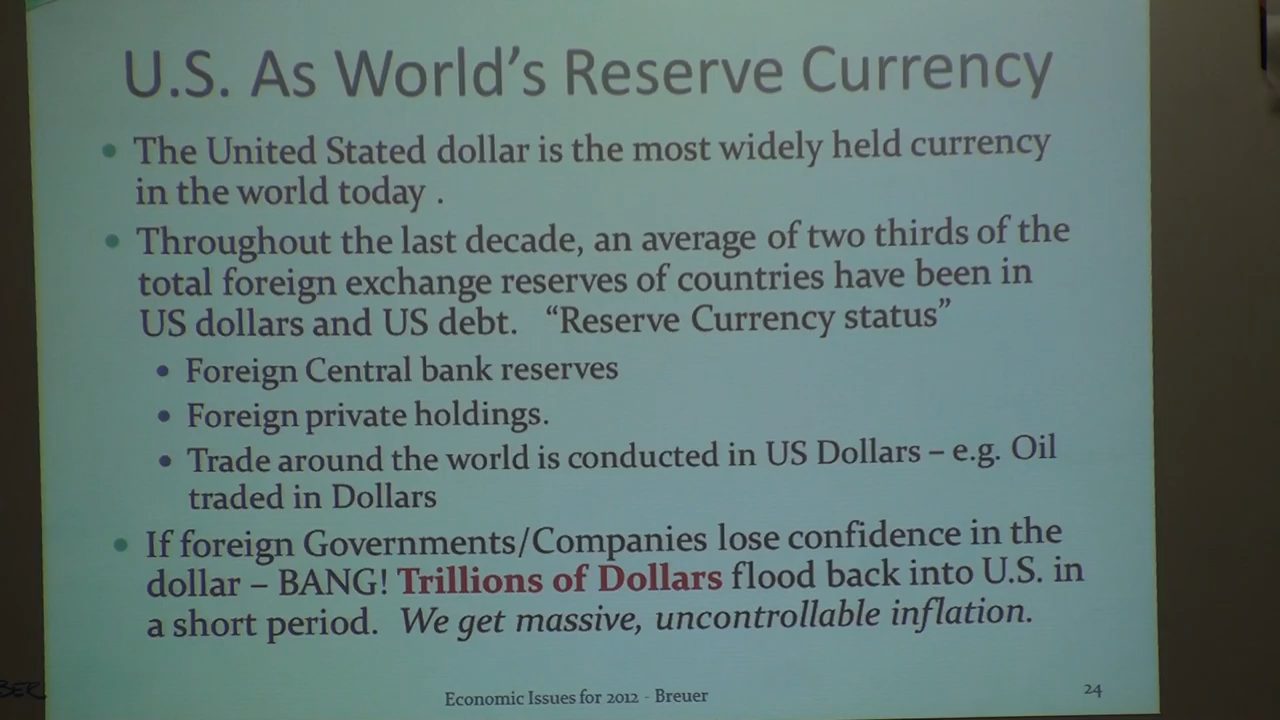 U.S. As World's Reserve Currency
• The United Stated dollar is the most widely held currency
in the world today .
• Throughout the last decade, an average of two thirds of the
total foreign exchange reserves of countries have been in
US dollars and US debt. “Reserve Currency status”
• Foreign Central bank reserves
• Foreign private holdings.
• Trade around the world is conducted in US Dollars – e.g. Oil
traded in Dollars
• If foreign Governments/Companies lose confidence in the
dollar – BANG! Trillions of Dollars flood back into U.S. in
a short period. We get massive, uncontrollable inflation.
Economic Issues for 2012 - Breuer
24